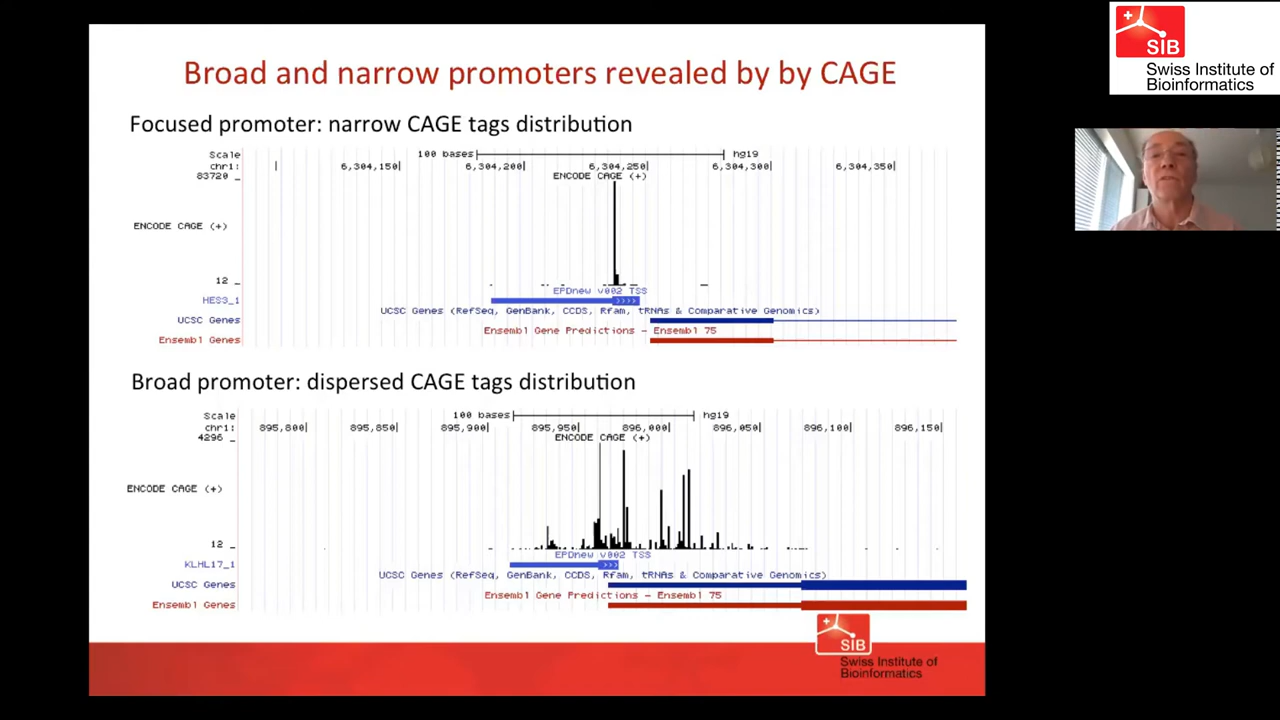 Broad and narrow promoters revealed by by CAGE
Focused promoter: narrow CAGE tags distribution
Scale 100 bases hg19
chr1: 6,304,150 6,304,200 6,304,250 6,304,300 6,304,350
83720 _ ENCODE CAGE (+)
ENCODE CAGE (+)
12 _
EPDnew v002 TSS
HES3_1
UCSC Genes (RefSeq, GenBank, CCDS, Rfam, tRNAs & Comparative Genomics)
UCSC Genes
Ensembl Gene Predictions - Ensembl 75
Ensembl Genes
Broad promoter: dispersed CAGE tags distribution
Scale 100 bases hg19
chr1: 895,800 895,850 895,900 895,950 896,000 896,050 896,100 896,150
4296 _ ENCODE CAGE (+)
ENCODE CAGE (+)
12 _
EPDnew v002 TSS
KLHL17_1
UCSC Genes (RefSeq, GenBank, CCDS, Rfam, tRNAs & Comparative Genomics)
UCSC Genes
Ensembl Gene Predictions - Ensembl 75
Ensembl Genes
SIB
Swiss Institute of
Bioinformatics
SIB
Swiss Institute of
Bioinformatics